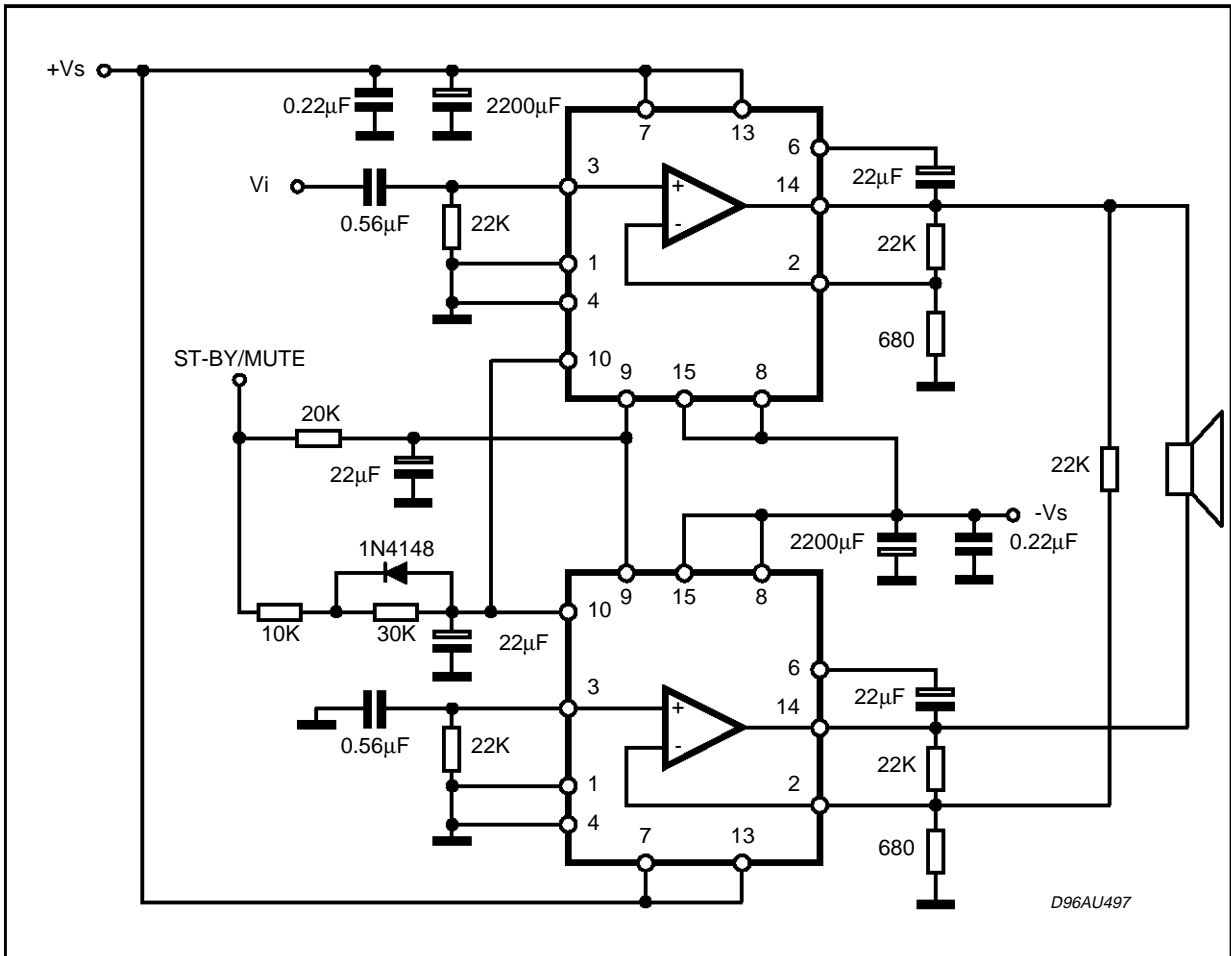 +Vs
0.22µF
2200µF
7
13
6
3
Vi
14
22µF
0.56µF
22K
22K
1
2
4
680
ST-BY/MUTE
10
9
15
8
20K
22µF
22K
-Vs
1N4148
2200µF
0.22µF
9
15
8
10
10K
30K
22µF
6
3
22µF
14
0.56µF
22K
22K
1
2
4
7
13
680
D96AU497